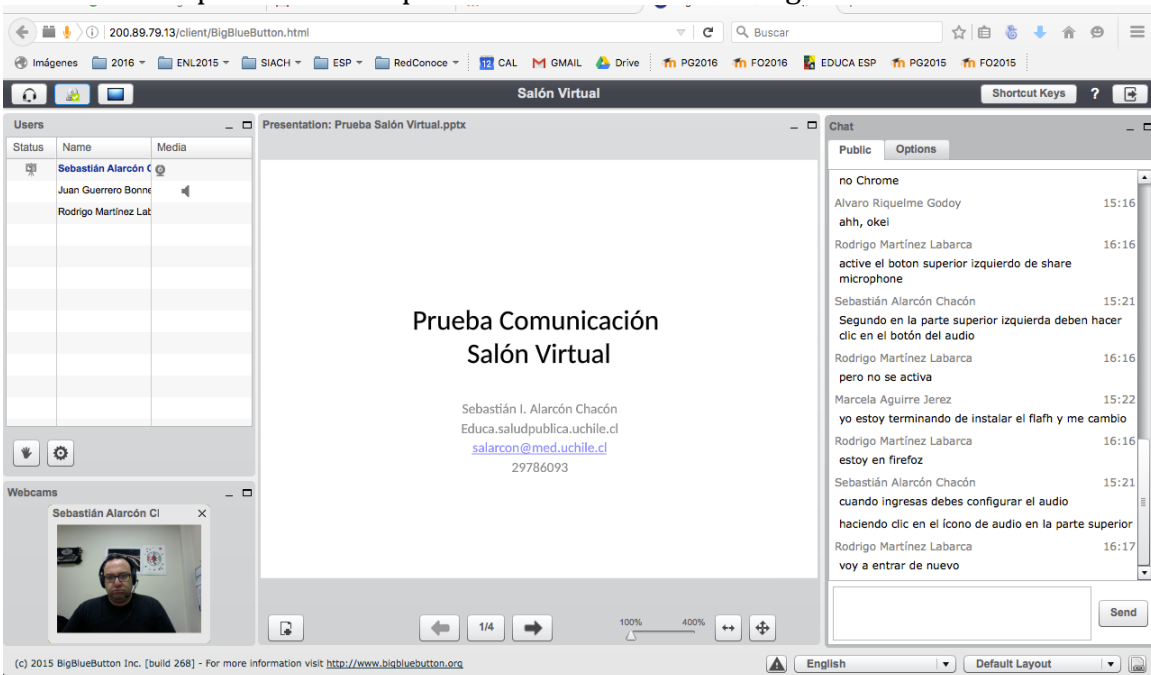 200.89.79.13/client/BigBlueButton.html
Buscar
Imágenes
2016
ENL2015
SIACH
ESP
RedConoce
12
CAL
GMAIL
Drive
PG2016
FO2016
EDUCA ESP
PG2015
FO2015
Salón Virtual
Shortcut Keys
?
Users
Status
Name
Media
Sebastián Alarcón C
Juan Guerrero Bonne
Rodrigo Martínez Lab
Webcams
Sebastián Alarcón Cl
Presentation: Prueba Salón Virtual.pptx
Prueba Comunicación
Salón Virtual
Sebastián I. Alarcón Chacón
Educa.saludpublica.uchile.cl
salarcon@med.uchile.cl
29786093
1/4
100%
400%
Chat
Public
Options
no Chrome
Alvaro Riquelme Godoy 15:16
ahh, okei
Rodrigo Martínez Labarca 16:16
active el boton superior izquierdo de share
microphone
Sebastián Alarcón Chacón 15:21
Segundo en la parte superior izquierda deben hacer
clic en el botón del audio
Rodrigo Martínez Labarca 16:16
pero no se activa
Marcela Aguirre Jerez 15:22
yo estoy terminando de instalar el flafh y me cambio
Rodrigo Martínez Labarca 16:16
estoy en firefoz
Sebastián Alarcón Chacón 15:21
cuando ingresas debes configurar el audio
haciendo clic en el ícono de audio en la parte superior
Rodrigo Martínez Labarca 16:17
voy a entrar de nuevo
Send
(c) 2015 BigBlueButton Inc. [build 268] - For more information visit http://www.bigbluebutton.org
English
Default Layout